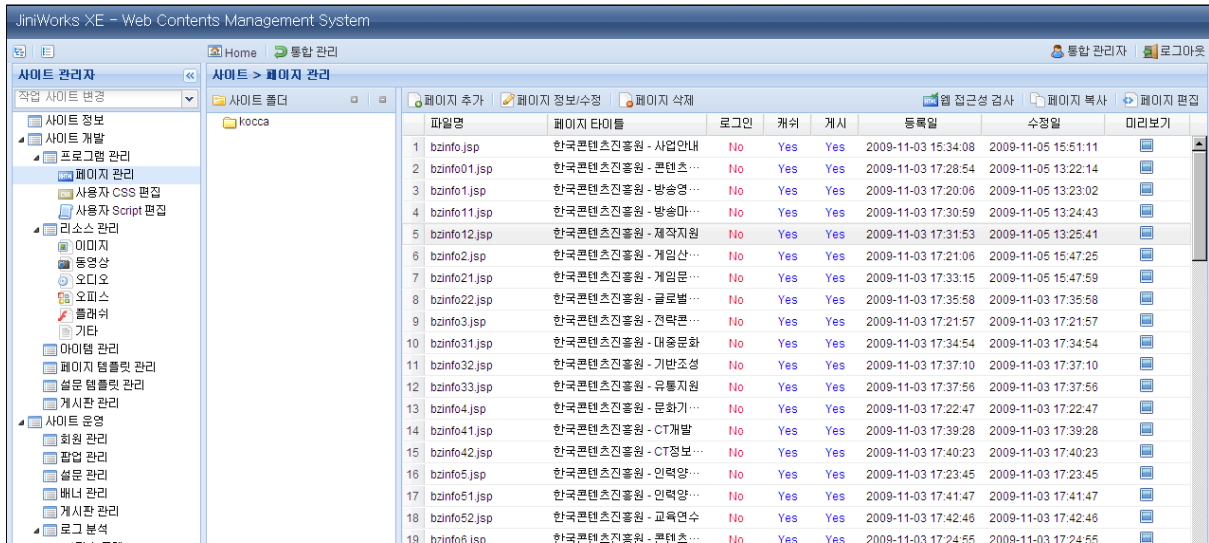 JiniWorks XE - Web Contents Management System
Home 통합 관리 통합 관리자 로그아웃
사이트 관리자
작업 사이트 변경
사이트 정보
사이트 개발
프로그램 관리
페이지 관리
사용자 CSS 편집
사용자 Script 편집
리소스 관리
이미지
동영상
오디오
오피스
플래쉬
기타
아이템 관리
페이지 템플릿 관리
설문 템플릿 관리
게시판 관리
사이트 운영
회원 관리
팝업 관리
설문 관리
배너 관리
게시판 관리
로그 분석
사이트 > 페이지 관리
사이트 폴더
kocca
페이지 추가 페이지 정보/수정 페이지 삭제 웹 접근성 검사 페이지 복사 페이지 편집
파일명 페이지 타이틀 로그인 캐쉬 게시 등록일 수정일 미리보기
1 bzinfo.jsp 한국콘텐츠진흥원 - 사업안내 No Yes Yes 2009-11-03 15:34:08 2009-11-05 15:51:11
2 bzinfo01.jsp 한국콘텐츠진흥원 - 콘텐츠… No Yes Yes 2009-11-03 17:28:54 2009-11-05 13:22:14
3 bzinfo1.jsp 한국콘텐츠진흥원 - 방송영… No Yes Yes 2009-11-03 17:20:06 2009-11-05 13:23:02
4 bzinfo11.jsp 한국콘텐츠진흥원 - 방송마… No Yes Yes 2009-11-03 17:30:59 2009-11-05 13:24:43
5 bzinfo12.jsp 한국콘텐츠진흥원 - 제작지원 No Yes Yes 2009-11-03 17:31:53 2009-11-05 13:25:41
6 bzinfo2.jsp 한국콘텐츠진흥원 - 게임산… No Yes Yes 2009-11-03 17:21:06 2009-11-05 15:47:25
7 bzinfo21.jsp 한국콘텐츠진흥원 - 게임문… No Yes Yes 2009-11-03 17:33:15 2009-11-05 15:47:59
8 bzinfo22.jsp 한국콘텐츠진흥원 - 글로벌… No Yes Yes 2009-11-03 17:35:58 2009-11-03 17:35:58
9 bzinfo3.jsp 한국콘텐츠진흥원 - 전략콘… No Yes Yes 2009-11-03 17:21:57 2009-11-03 17:21:57
10 bzinfo31.jsp 한국콘텐츠진흥원 - 대중문화 No Yes Yes 2009-11-03 17:34:54 2009-11-03 17:34:54
11 bzinfo32.jsp 한국콘텐츠진흥원 - 기반조성 No Yes Yes 2009-11-03 17:37:10 2009-11-03 17:37:10
12 bzinfo33.jsp 한국콘텐츠진흥원 - 유통지원 No Yes Yes 2009-11-03 17:37:56 2009-11-03 17:37:56
13 bzinfo4.jsp 한국콘텐츠진흥원 - 문화기… No Yes Yes 2009-11-03 17:22:47 2009-11-03 17:22:47
14 bzinfo41.jsp 한국콘텐츠진흥원 - CT개발 No Yes Yes 2009-11-03 17:39:28 2009-11-03 17:39:28
15 bzinfo42.jsp 한국콘텐츠진흥원 - CT정보… No Yes Yes 2009-11-03 17:40:23 2009-11-03 17:40:23
16 bzinfo5.jsp 한국콘텐츠진흥원 - 인력양… No Yes Yes 2009-11-03 17:23:45 2009-11-03 17:23:45
17 bzinfo51.jsp 한국콘텐츠진흥원 - 인력양… No Yes Yes 2009-11-03 17:41:47 2009-11-03 17:41:47
18 bzinfo52.jsp 한국콘텐츠진흥원 - 교육연수 No Yes Yes 2009-11-03 17:42:46 2009-11-03 17:42:46
19 bzinfo6.jsp 한국콘텐츠진흥원 - 콘텐츠… No Yes Yes 2009-11-03 17:24:55 2009-11-03 17:24:55